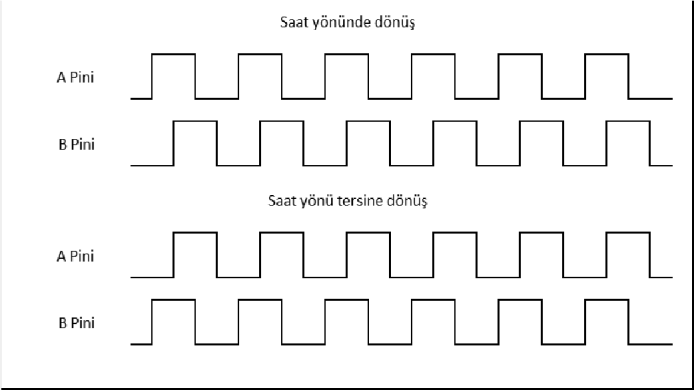 Saat yönünde dönüş
A Pini
B Pini
Saat yönü tersine dönüş
A Pini
B Pini